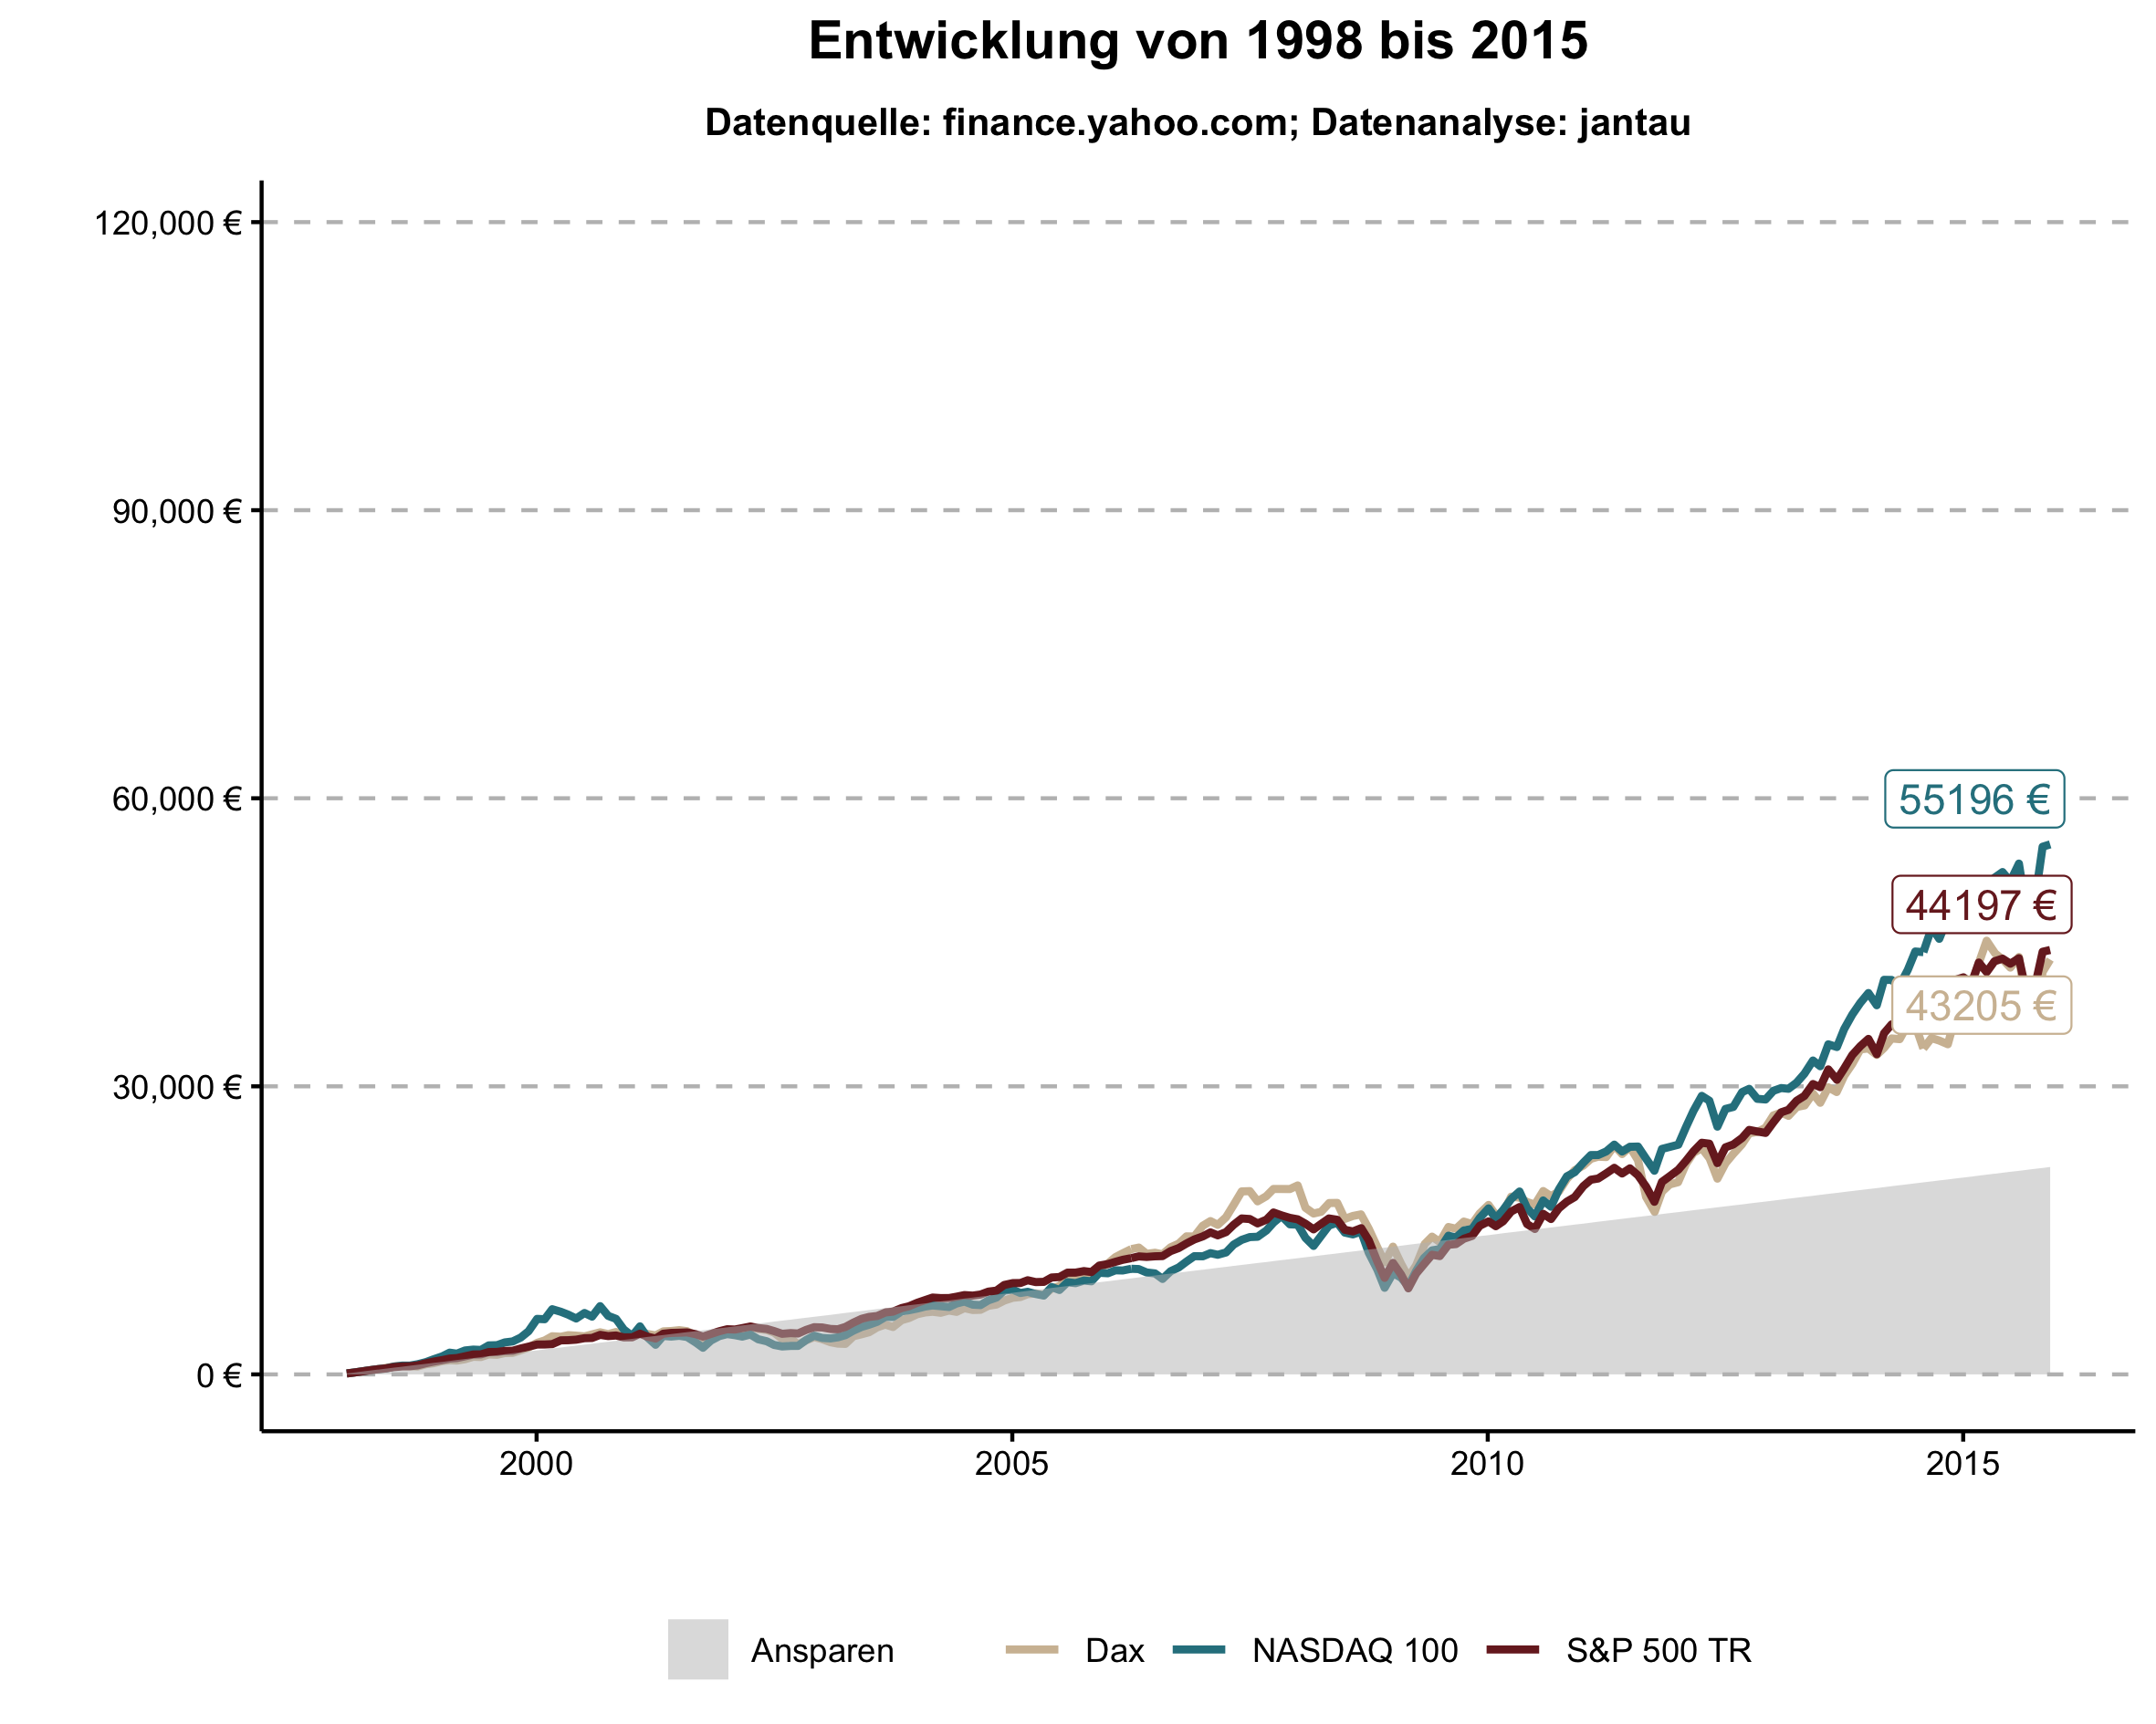 Entwicklung von 1998 bis 2015
Datenquelle: finance.yahoo.com; Datenanalyse: jantau
120,000 €
90,000 €
60,000 €
30,000 €
0 €
55196 €
44197 €
43205 €
2000 2005 2010 2015
Ansparen Dax NASDAQ 100 S&P 500 TR